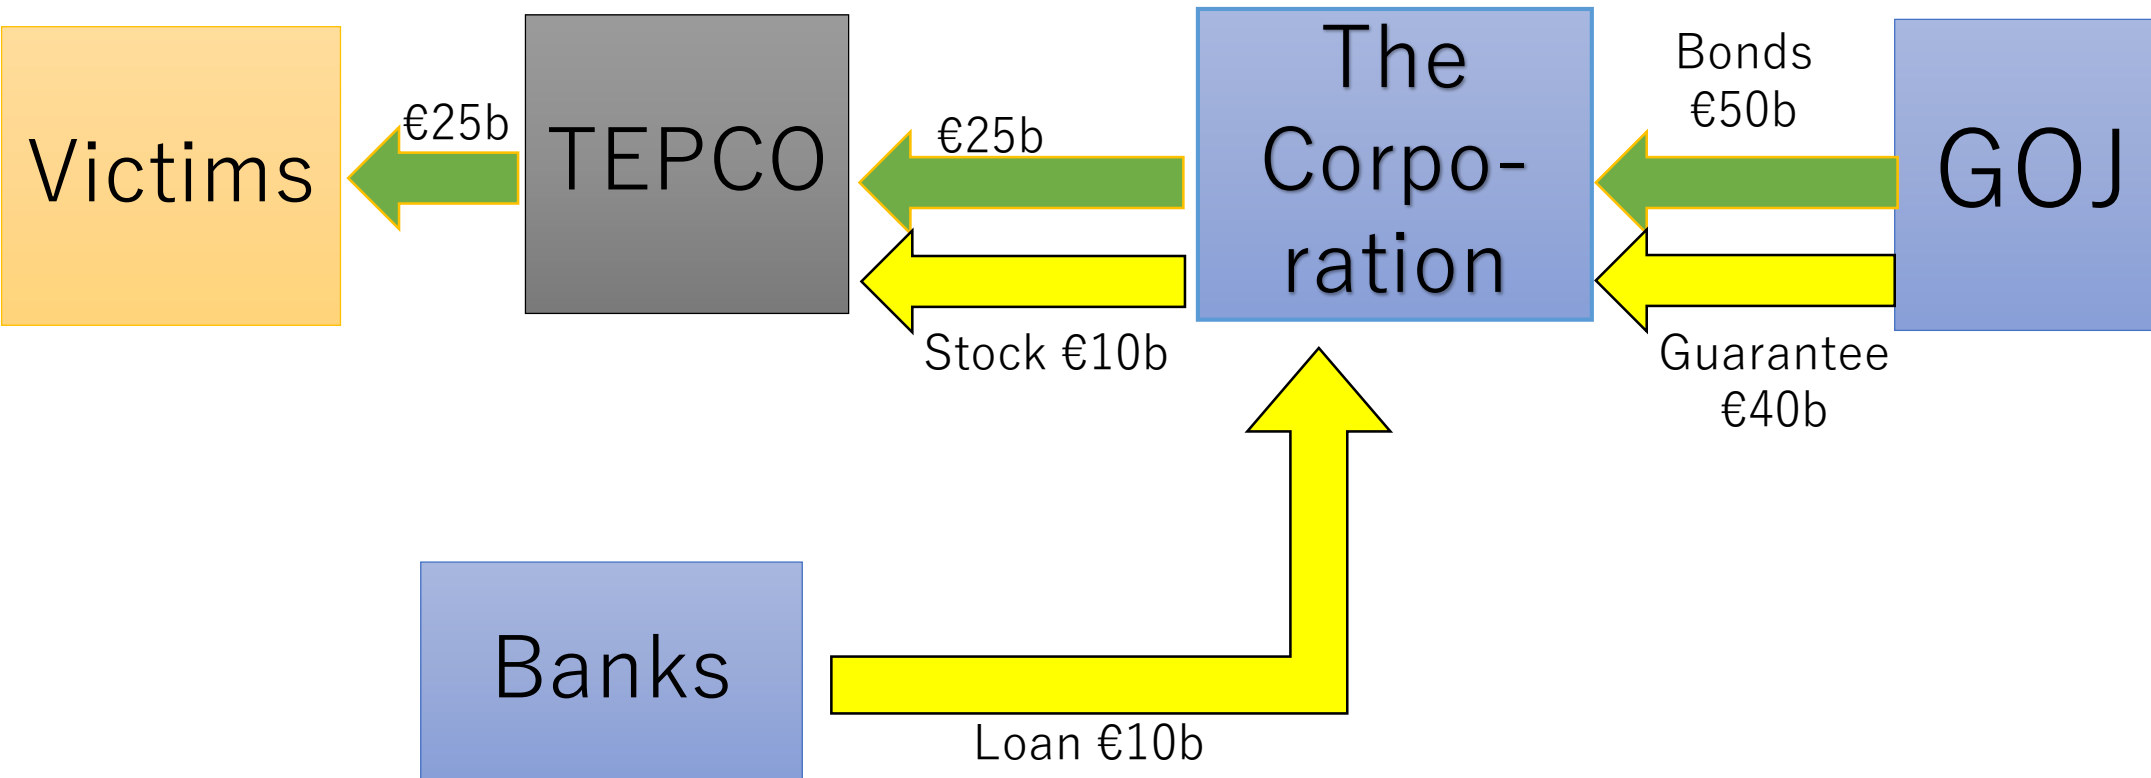 Victims
€25b
TEPCO
€25b
Stock €10b
The
Corpo-
ration
Bonds
€50b
Guarantee
€40b
GOJ
Banks
Loan €10b